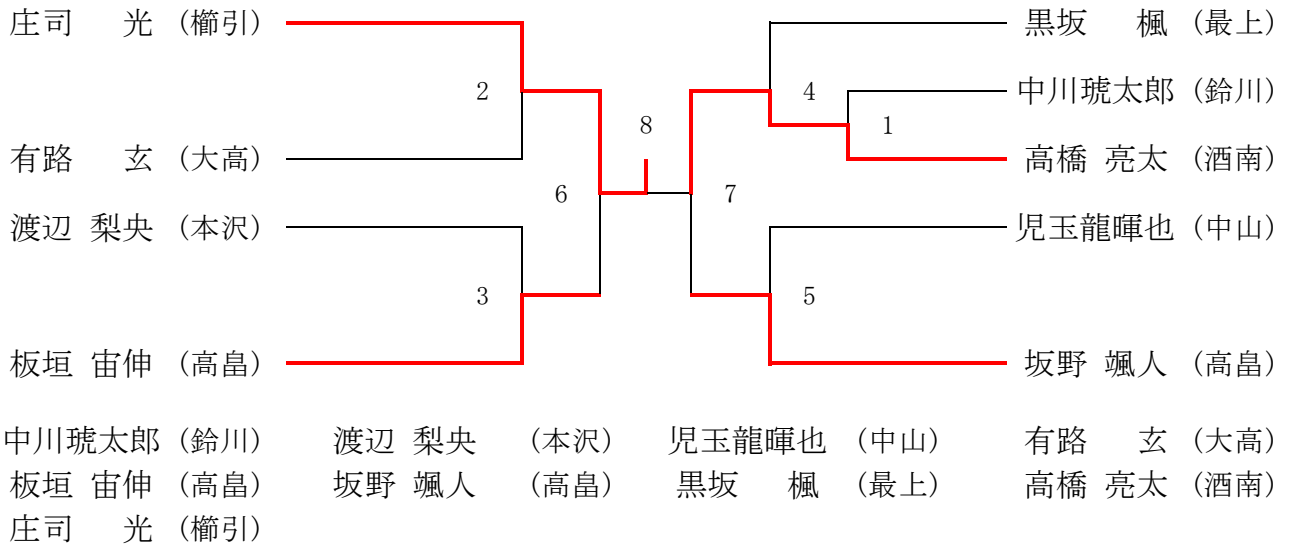 庄司 光 (櫛引) 黒坂 楓 (最上)
2 4 中川琥太郎 (鈴川)
8 1
有路 玄 (大高) 高橋 亮太 (酒南)
6 7
渡辺 梨央 (本沢) 児玉龍暉也 (中山)
3 5
板垣 宙伸 (高畠) 坂野 颯人 (高畠)
中川琥太郎 (鈴川) 渡辺 梨央 (本沢) 児玉龍暉也 (中山) 有路 玄 (大高)
板垣 宙伸 (高畠) 坂野 颯人 (高畠) 黒坂 楓 (最上) 高橋 亮太 (酒南)
庄司 光 (櫛引)